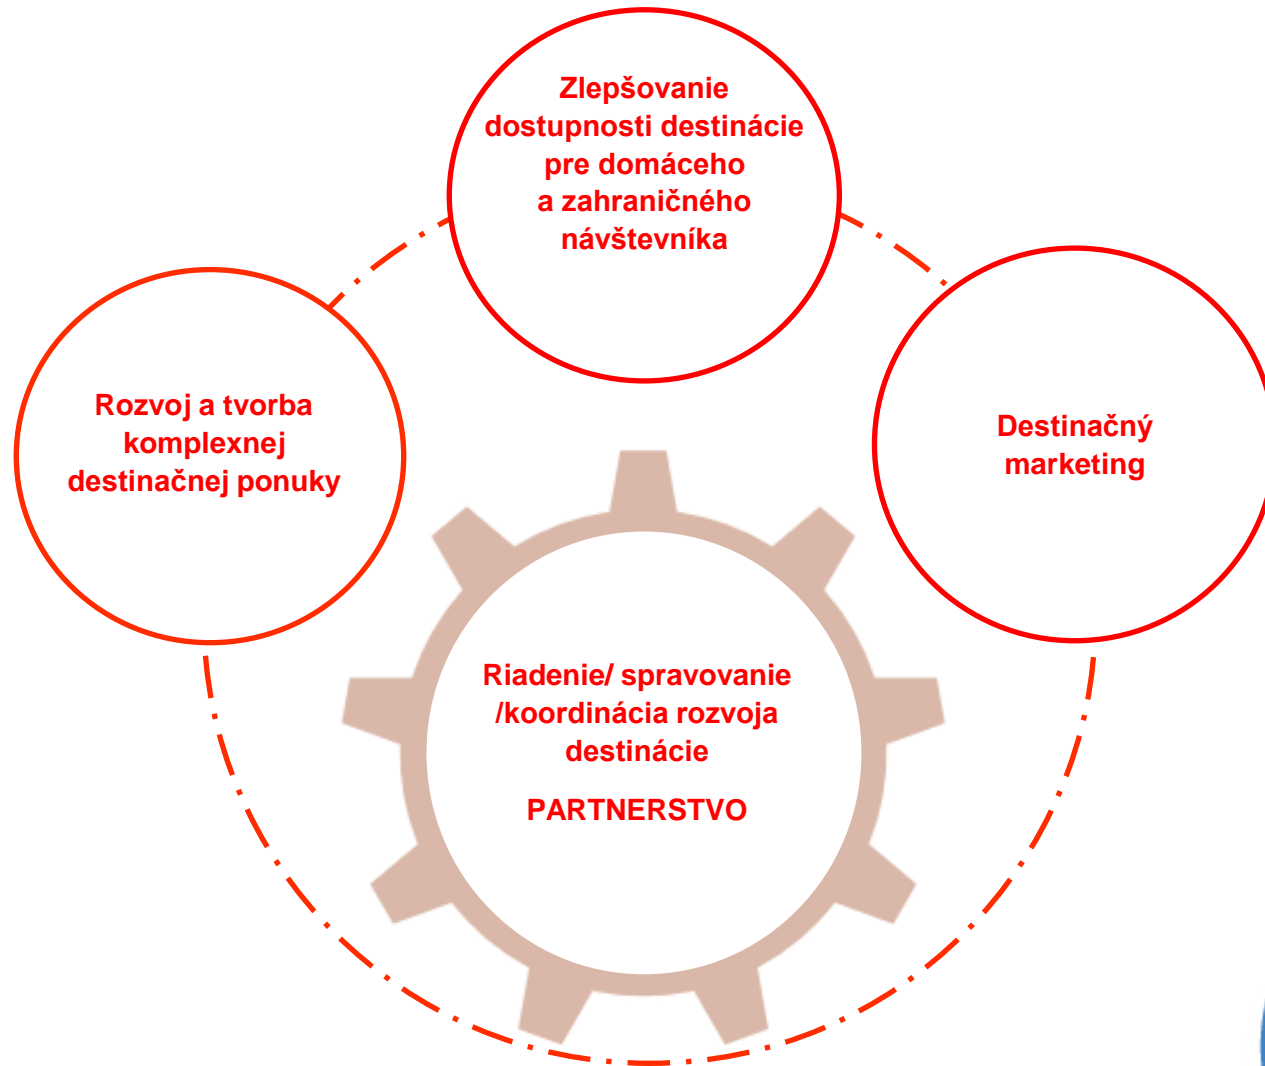 Zlepšovanie
dostupnosti destinácie
pre domáceho
a zahraničného
návštevníka
Rozvoj a tvorba
komplexnej
destinačnej ponuky
Destinačný
marketing
Riadenie/ spravovanie
/koordinácia rozvoja
destinácie
PARTNERSTVO